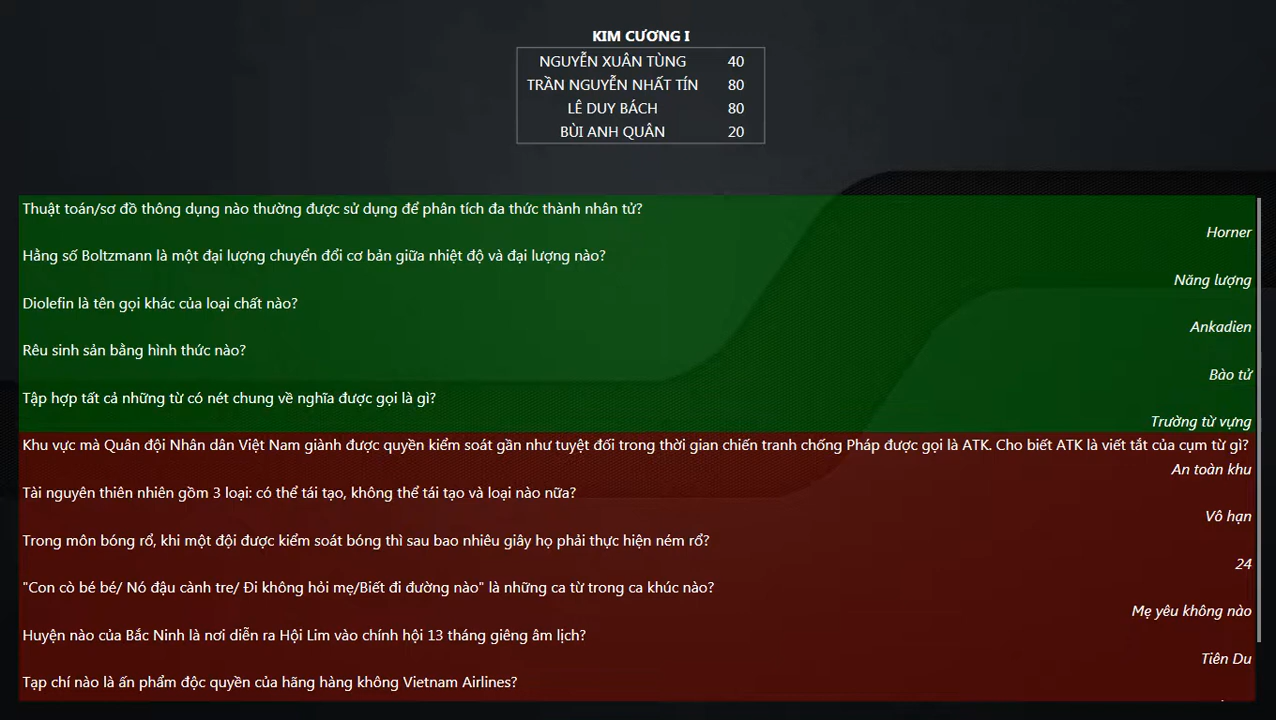 KIM CƯƠNG I
NGUYỄN XUÂN TÙNG 40
TRẦN NGUYỄN NHẤT TÍN 80
LÊ DUY BÁCH 80
BÙI ANH QUÂN 20
Thuật toán/sơ đồ thông dụng nào thường được sử dụng để phân tích đa thức thành nhân tử?
Horner
Hằng số Boltzmann là một đại lượng chuyển đổi cơ bản giữa nhiệt độ và đại lượng nào?
Năng lượng
Diolefin là tên gọi khác của loại chất nào?
Ankadien
Rêu sinh sản bằng hình thức nào?
Bào tử
Tập hợp tất cả những từ có nét chung về nghĩa được gọi là gì?
Trường từ vựng
Khu vực mà Quân đội Nhân dân Việt Nam giành được quyền kiểm soát gần như tuyệt đối trong thời gian chiến tranh chống Pháp được gọi là ATK. Cho biết ATK là viết tắt của cụm từ gì?
An toàn khu
Tài nguyên thiên nhiên gồm 3 loại: có thể tái tạo, không thể tái tạo và loại nào nữa?
Vô hạn
Trong môn bóng rổ, khi một đội được kiểm soát bóng thì sau bao nhiêu giây họ phải thực hiện ném rổ?
24
"Con cò bé bé/ Nó đậu cành tre/ Đi không hỏi mẹ/Biết đi đường nào" là những ca từ trong ca khúc nào?
Mẹ yêu không nào
Huyện nào của Bắc Ninh là nơi diễn ra Hội Lim vào chính hội 13 tháng giêng âm lịch?
Tiên Du
Tạp chí nào là ấn phẩm độc quyền của hãng hàng không Vietnam Airlines?